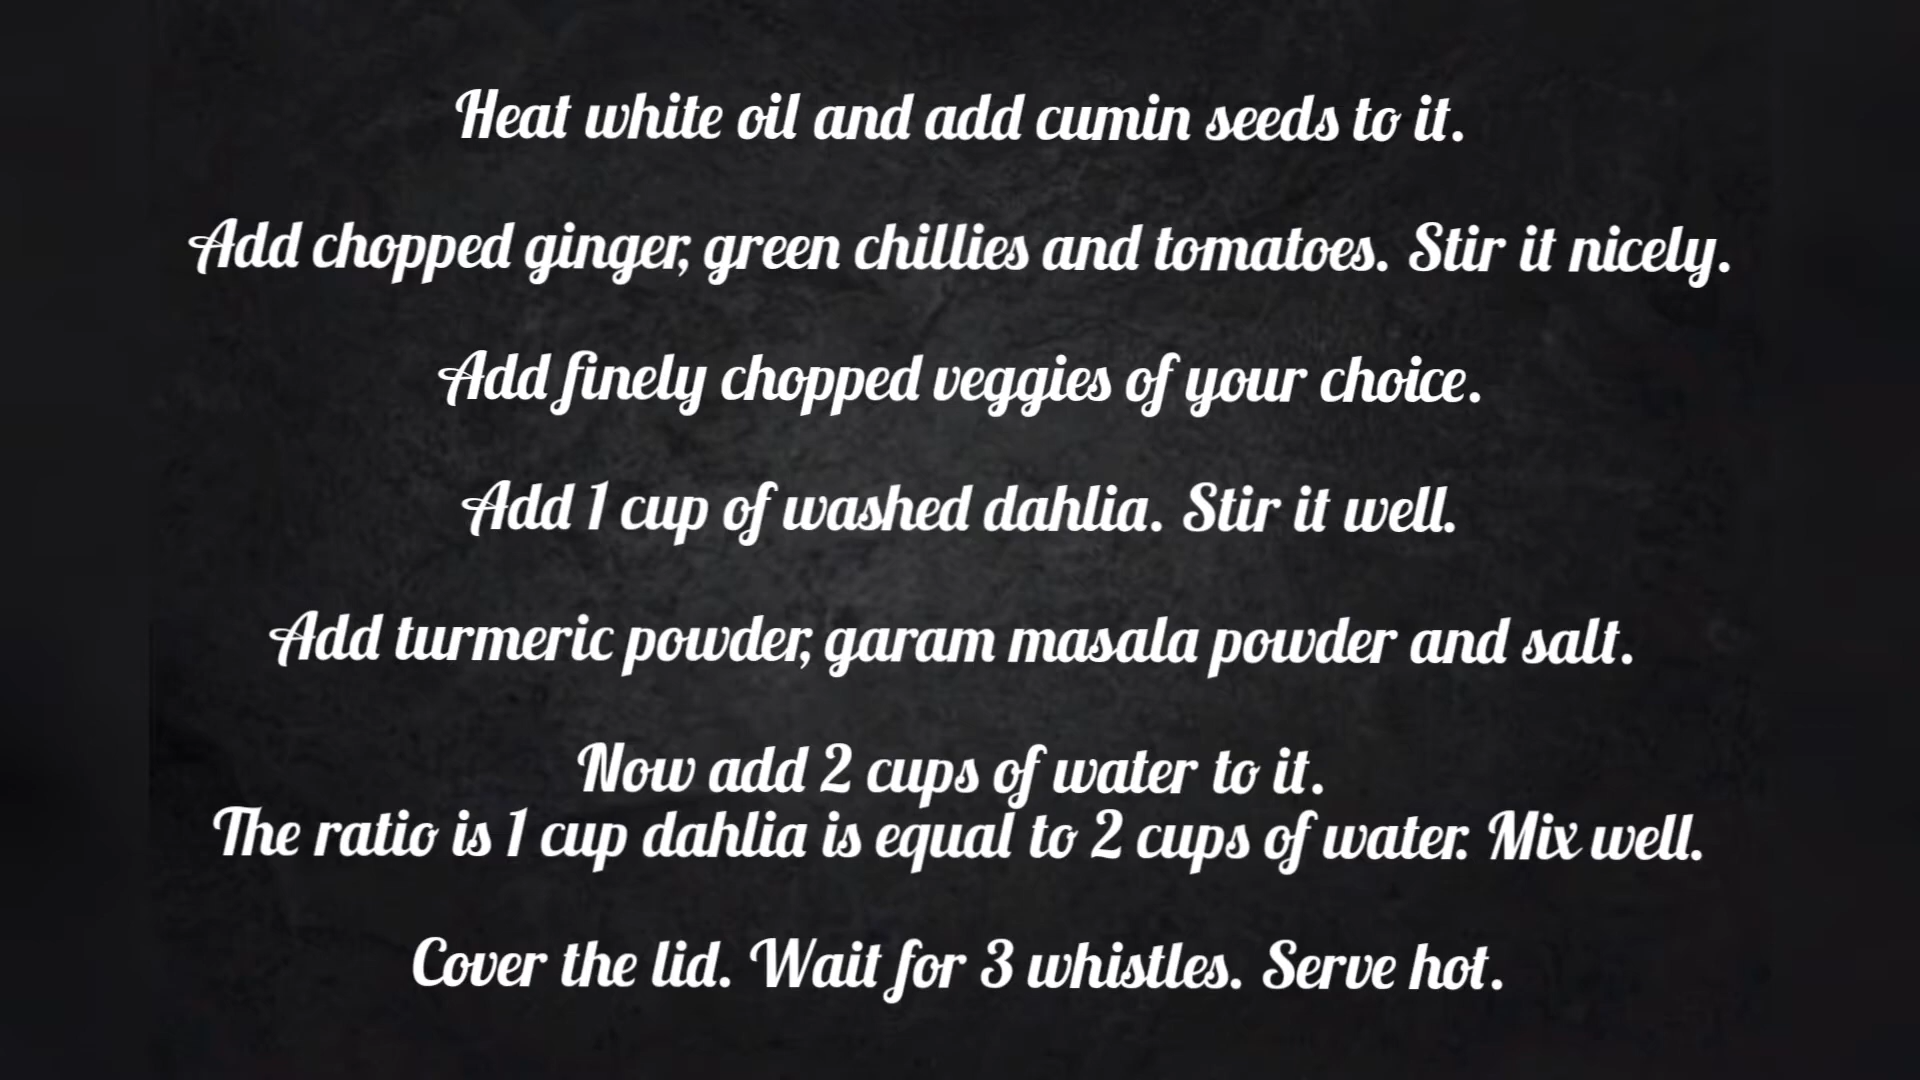 Heat white oil and add cumin seeds to it.
Add chopped ginger, green chillies and tomatoes. Stir it nicely.
Add finely chopped veggies of your choice.
Add 1 cup of washed dahlia. Stir it well.
Add turmeric powder, garam masala powder and salt.
Now add 2 cups of water to it.
The ratio is 1 cup dahlia is equal to 2 cups of water. Mix well.
Cover the lid. Wait for 3 whistles. Serve hot.